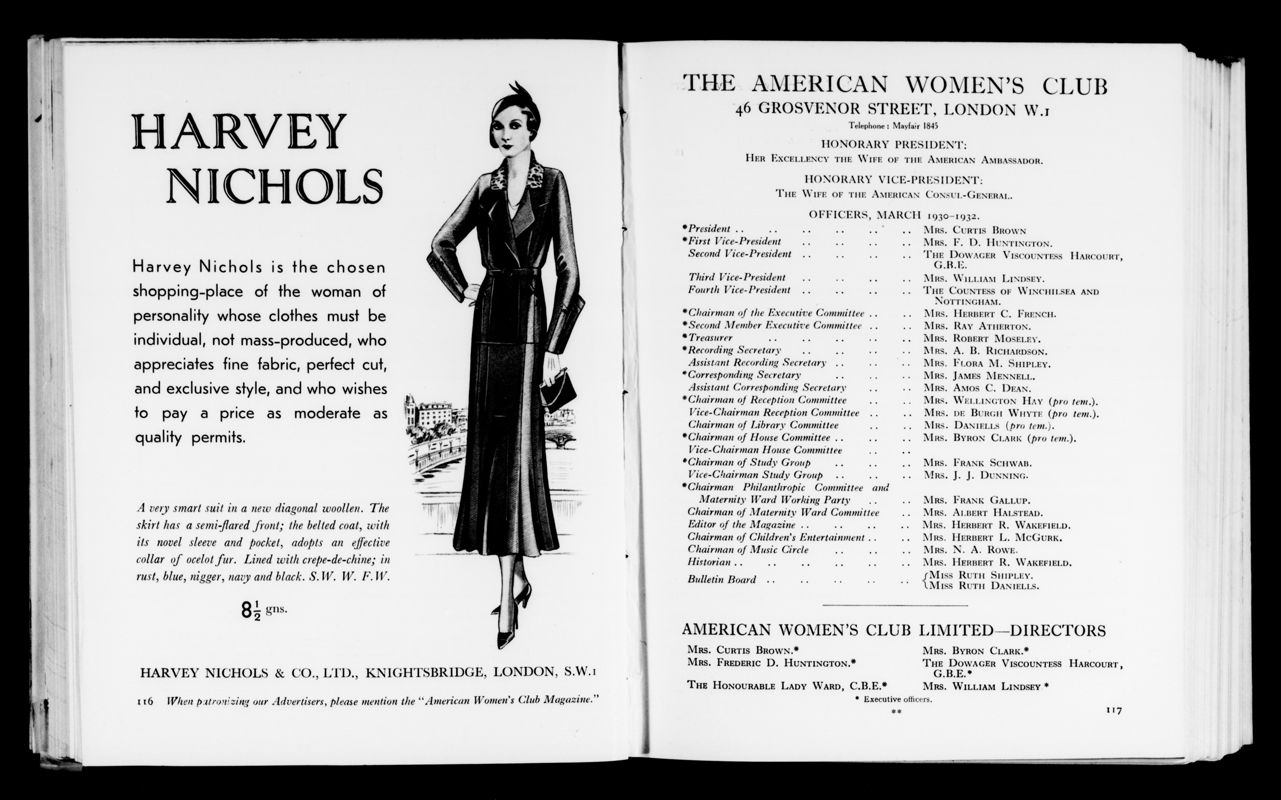 HARVEY
NICHOLS
Harvey Nichols is the chosen
shopping-place of the woman of
personality whose clothes must be
individual, not mass-produced, who
appreciates fine fabric, perfect cut,
and exclusive style, and who wishes
to pay a price as moderate as
quality permits.
A very smart suit in a new diagonal woollen. The
skirt has a semi-flared front; the belted coat, with
its novel sleeve and pocket, adopts an effective
collar of ocelot fur. Lined with crepe-de-chine; in
rust, blue, nigger, navy and black. S.W. W. F.W.
8½ gns.
HARVEY NICHOLS & CO., LTD., KNIGHTSBRIDGE, LONDON, S.W.1
116 When patronizing our Advertisers, please mention the "American Women's Club Magazine."
THE AMERICAN WOMEN'S CLUB
46 GROSVENOR STREET, LONDON W.1
Telephone: Mayfair 1845
HONORARY PRESIDENT:
HER EXCELLENCY THE WIFE OF THE AMERICAN AMBASSADOR.
HONORARY VICE-PRESIDENT:
THE WIFE OF THE AMERICAN CONSUL-GENERAL.
OFFICERS, MARCH 1930-1932.
*President .. .. .. .. .. .. MRS. CURTIS BROWN
*First Vice-President .. .. .. .. MRS. F. D. HUNTINGTON.
Second Vice-President .. .. .. .. THE DOWAGER VISCOUNTESS HARCOURT,
G.B.E.
Third Vice-President .. .. .. .. MRS. WILLIAM LINDSEY.
Fourth Vice-President .. .. .. .. THE COUNTESS OF WINCHILSEA AND
NOTTINGHAM.
*Chairman of the Executive Committee .. .. MRS. HERBERT C. FRENCH.
*Second Member Executive Committee .. .. MRS. RAY ATHERTON.
*Treasurer .. .. .. .. .. MRS. ROBERT MOSELEY.
*Recording Secretary .. .. .. .. MRS. A. B. RICHARDSON.
Assistant Recording Secretary .. .. .. MRS. FLORA M. SHIPLEY.
*Corresponding Secretary .. .. .. MRS. JAMES MENNELL.
Assistant Corresponding Secretary .. .. MRS. AMOS C. DEAN.
*Chairman of Reception Committee .. .. MRS. WELLINGTON HAY (pro tem.).
Vice-Chairman Reception Committee .. .. MRS. DE BURGH WHYTE (pro tem.).
Chairman of Library Committee .. .. MRS. DANIELLS (pro tem.).
*Chairman of House Committee .. .. .. MRS. BYRON CLARK (pro tem.).
Vice-Chairman House Committee .. ..
*Chairman of Study Group .. .. .. MRS. FRANK SCHWAB.
Vice-Chairman Study Group .. .. .. MRS. J. J. DUNNING.
*Chairman Philanthropic Committee and
Maternity Ward Working Party .. .. MRS. FRANK GALLUP.
Chairman of Maternity Ward Committee .. MRS. ALBERT HALSTEAD.
Editor of the Magazine .. .. .. .. MRS. HERBERT R. WAKEFIELD.
Chairman of Children's Entertainment .. .. MRS. HERBERT L. MCGURK.
Chairman of Music Circle .. .. .. MRS. N. A. ROWE.
Historian .. .. .. .. .. .. MRS. HERBERT R. WAKEFIELD.
Bulletin Board .. .. .. .. .. {MISS RUTH SHIPLEY.
MISS RUTH DANIELLS.
AMERICAN WOMEN'S CLUB LIMITED—DIRECTORS
MRS. CURTIS BROWN.* MRS. BYRON CLARK.*
MRS. FREDERIC D. HUNTINGTON.* THE DOWAGER VISCOUNTESS HARCOURT,
G.B.E.*
THE HONOURABLE LADY WARD, C.B.E.* MRS. WILLIAM LINDSEY *
* Executive officers.
**
117